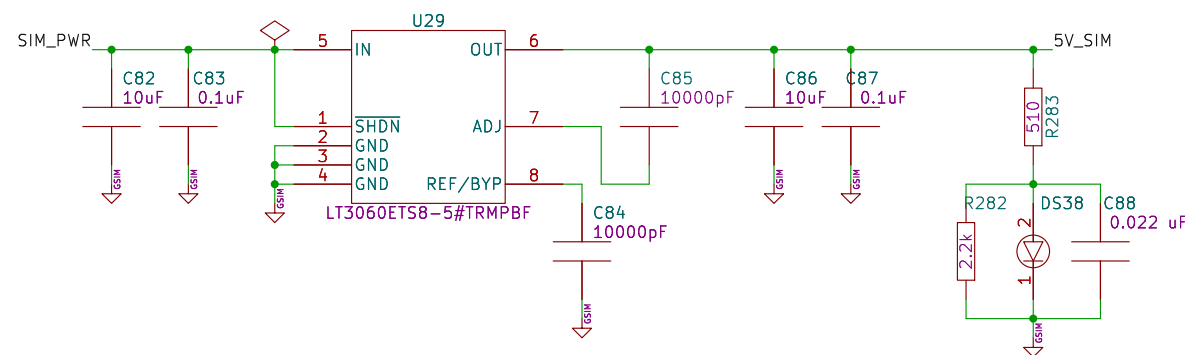 U29
SIM_PWR
5 IN
OUT 6
5V_SIM
C82
10uF
C83
0.1uF
C85
10000pF
C86
10uF
C87
0.1uF
510
R283
1 SHDN
ADJ 7
2 GND
3 GND
4 GND
REF/BYP 8
GSIM
GSIM
GSIM
GSIM
GSIM
LT3060ETS8-5#TRMPBF
C84
10000pF
GSIM
R282
2.2k
DS38
2
1
C88
0.022 uF
GSIM